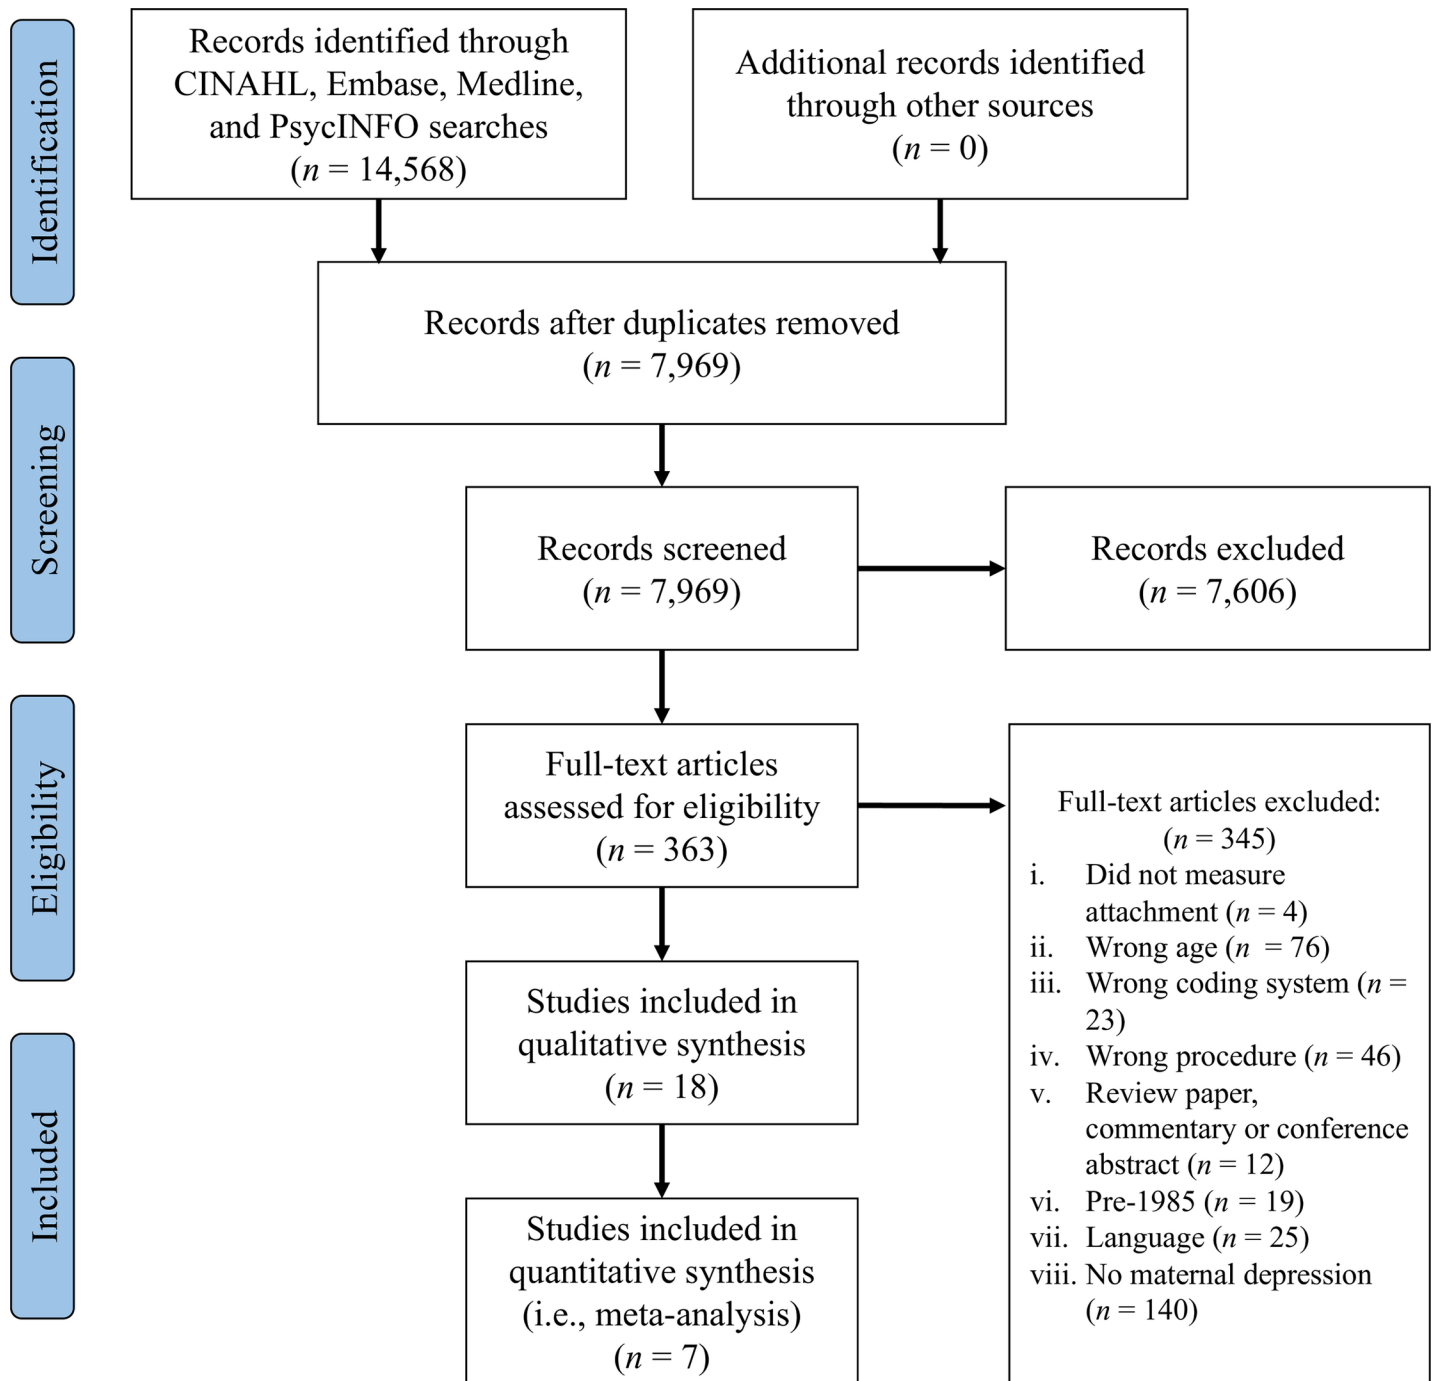 Identification
Records identified through
CINAHL, Embase, Medline,
and PsycINFO searches
(n = 14,568)
Additional records identified
through other sources
(n = 0)
Records after duplicates removed
(n = 7,969)
Screening
Records screened
(n = 7,969)
Records excluded
(n = 7,606)
Eligibility
Full-text articles
assessed for eligibility
(n = 363)
Full-text articles excluded:
(n = 345)
i. Did not measure
attachment (n = 4)
ii. Wrong age (n = 76)
iii. Wrong coding system (n =
23)
iv. Wrong procedure (n = 46)
v. Review paper,
commentary or conference
abstract (n = 12)
vi. Pre-1985 (n = 19)
vii. Language (n = 25)
viii. No maternal depression
(n = 140)
Studies included in
qualitative synthesis
(n = 18)
Included
Studies included in
quantitative synthesis
(i.e., meta-analysis)
(n = 7)